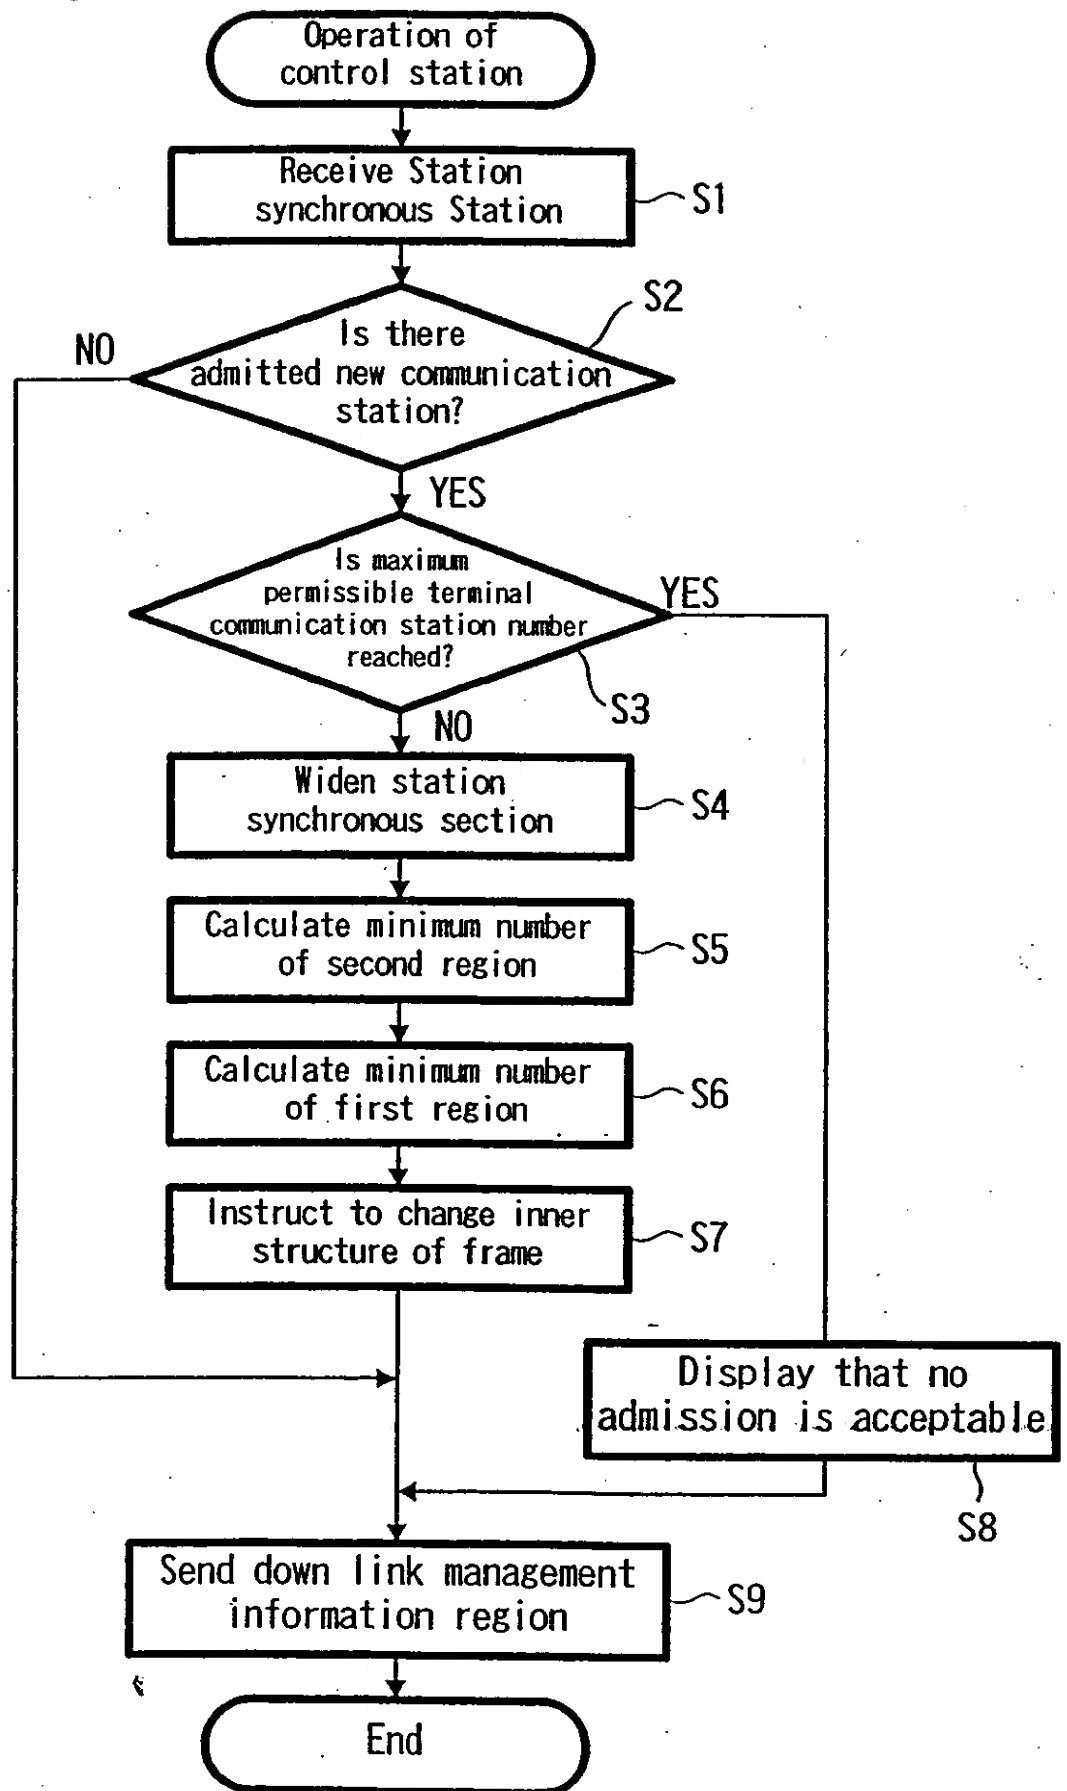 Operation of
control station
Receive Station
synchronous Station
S1
S2
Is there
admitted new communication
station?
NO
YES
Is maximum
permissible terminal
communication station number
reached?
YES
S3
NO
Widen station
synchronous section
S4
Calculate minimum number
of second region
S5
Calculate minimum number
of first region
S6
Instruct to change inner
structure of frame
S7
Display that no
admission is acceptable
S8
Send down link management
information region
S9
End